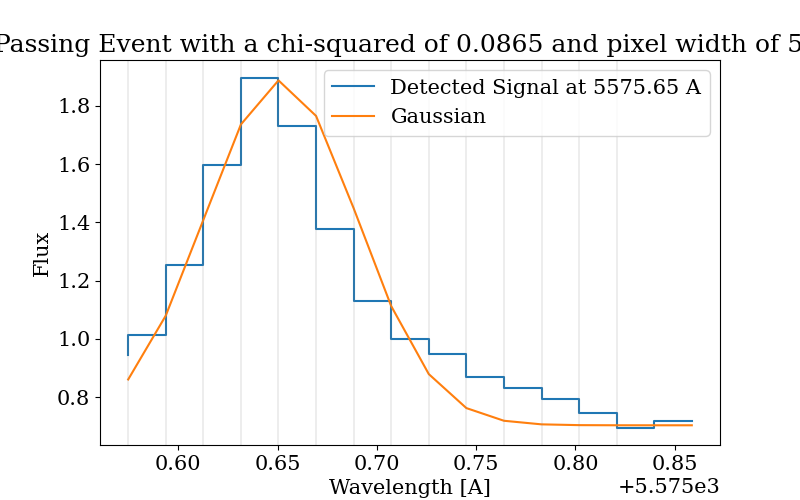 Passing Event with a chi-squared of 0.0865 and pixel width of 5
Detected Signal at 5575.65 A
Gaussian
Flux
1.8
1.6
1.4
1.2
1.0
0.8
0.60 0.65 0.70 0.75 0.80 0.85
+5.575e3
Wavelength [A]